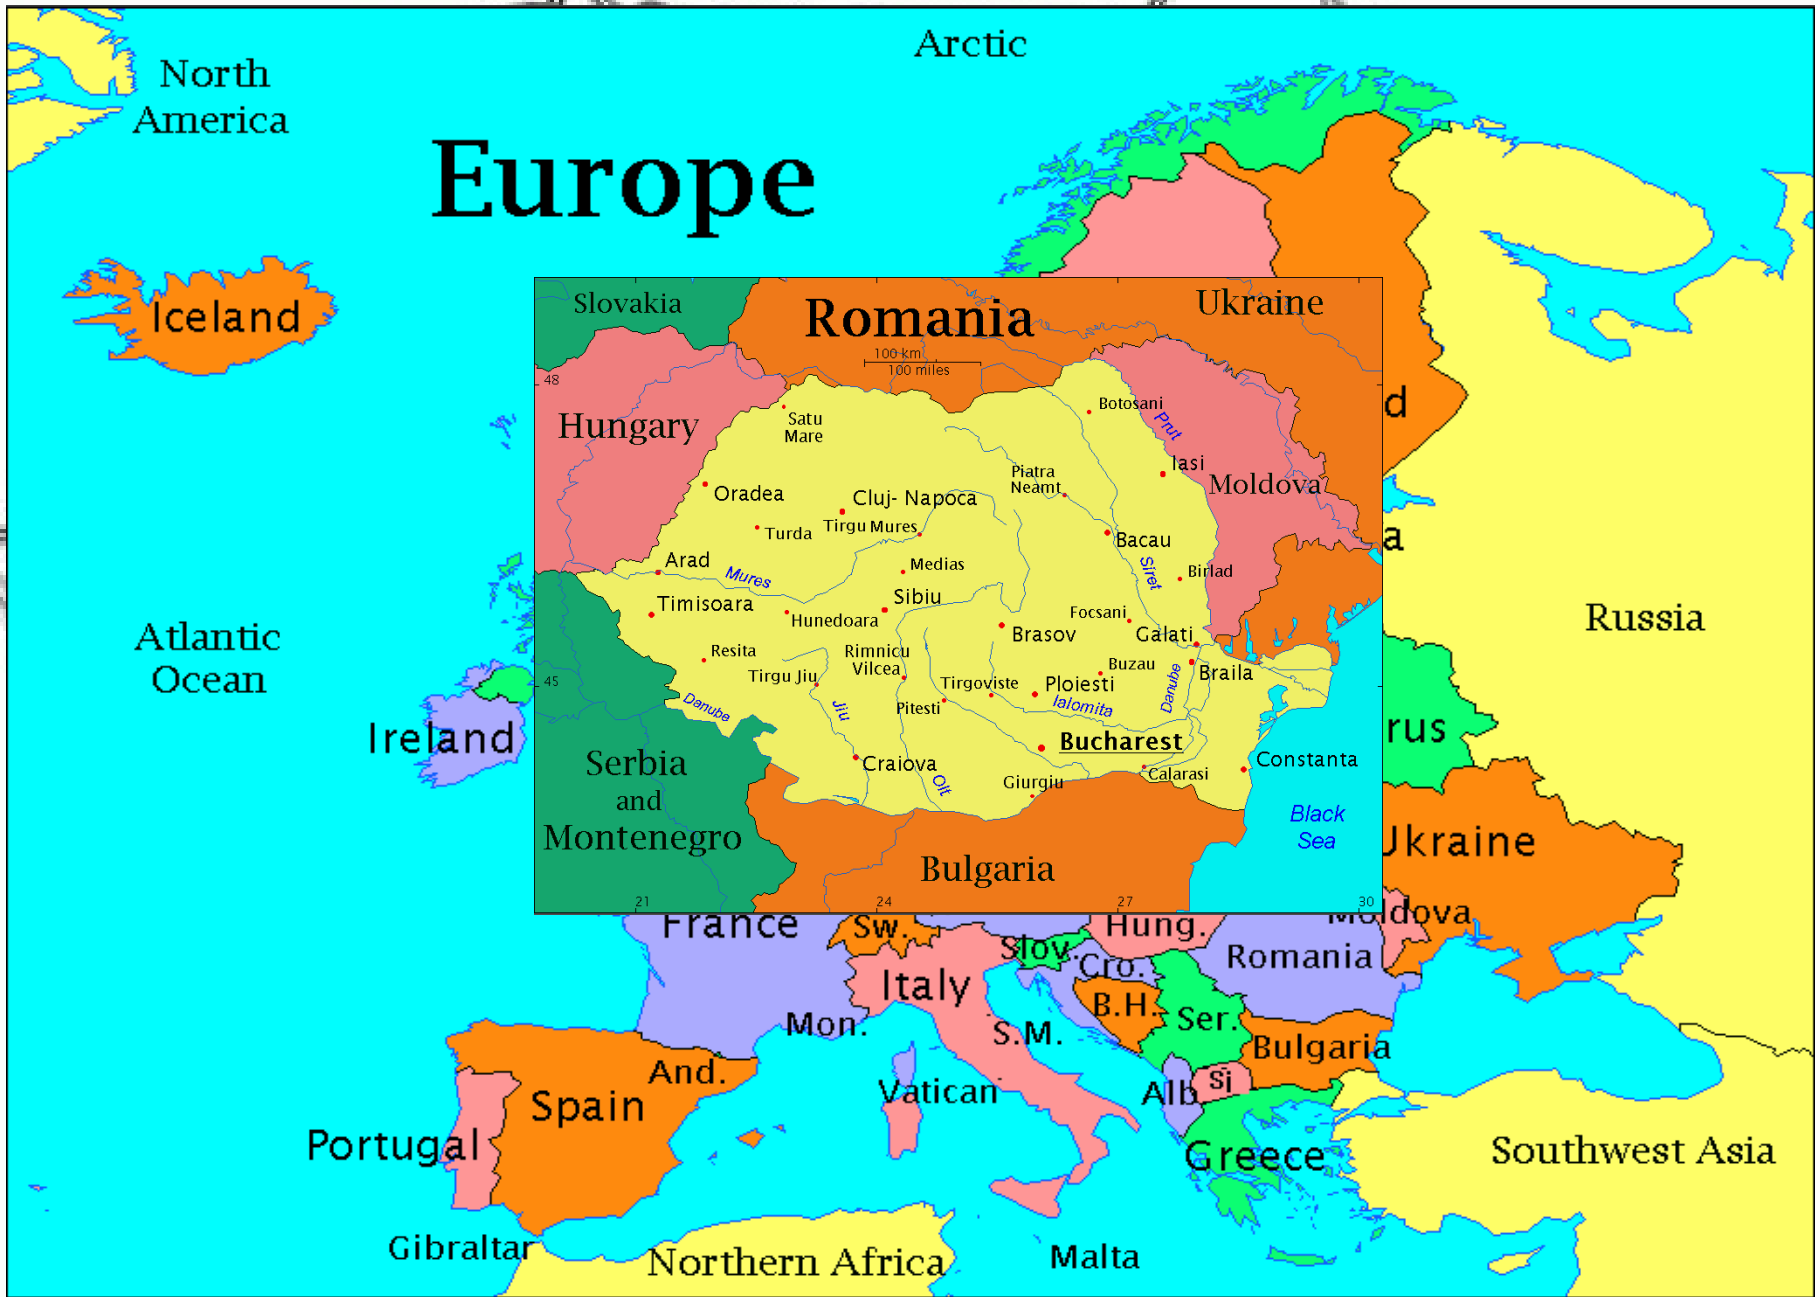 Arctic
North
America
Europe
Iceland
Atlantic
Ocean
Ireland
Russia
d
a
rus
Ukraine
Moldova
France
Sw.
Slov.
Hung.
Cro.
Romania
Italy
B.H.
Ser.
Mon.
S.M.
Bulgaria
And.
Vatican
Alb.
Sj
Spain
Portugal
Greece
Southwest Asia
Gibraltar
Northern Africa
Malta
Slovakia
Romania
Ukraine
100 km
100 miles
48
Hungary
Satu
Mare
Botosani
Prut
Iasi
Moldova
Piatra
Neamt
Oradea
Cluj- Napoca
Turda
Tirgu Mures
Bacau
Siret
Arad
Mures
Medias
Birlad
Timisoara
Sibiu
Hunedoara
Focsani
Brasov
Galati
Resita
Rimnicu
Vilcea
Tirgu Jiu
Buzau
Braila
45
Tirgoviste
Ploiesti
Danube
Danube
Jiu
Pitesti
Ialomita
Bucharest
Serbia
and
Montenegro
Craiova
Olt
Giurgiu
Calarasi
Constanta
Black
Sea
Bulgaria
21
24
27
30